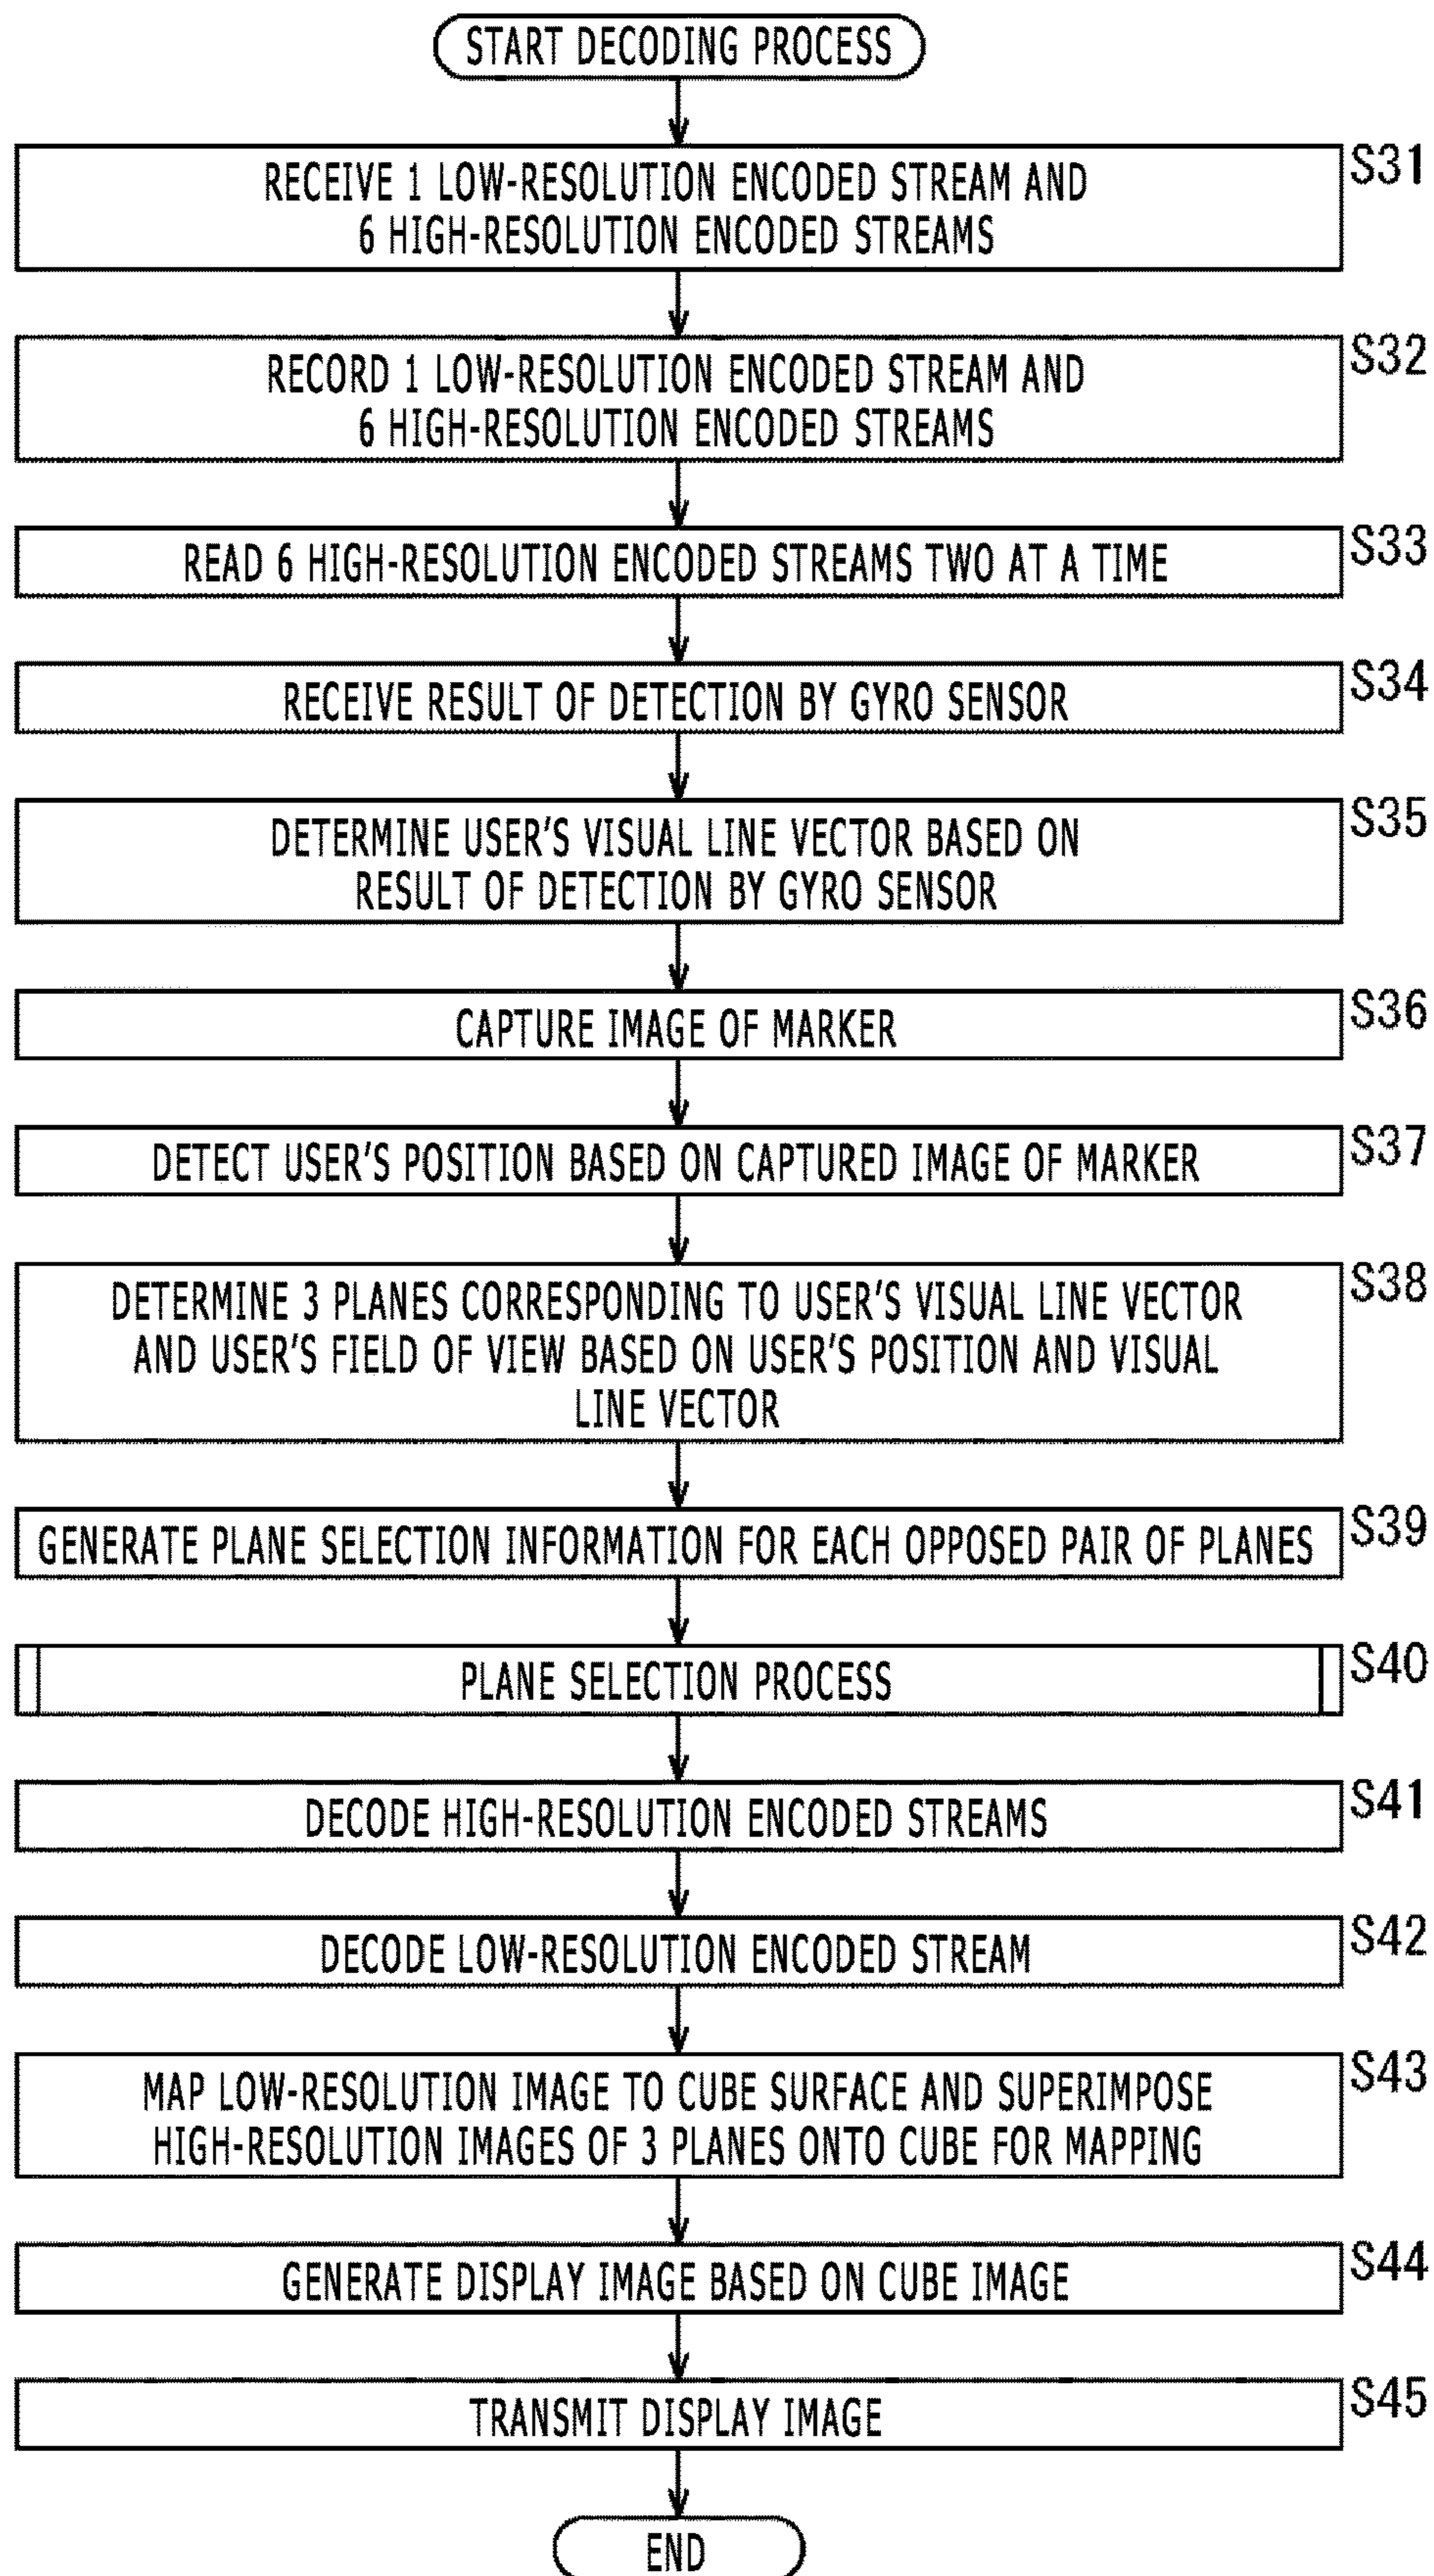 START DECODING PROCESS
S31
RECEIVE 1 LOW-RESOLUTION ENCODED STREAM AND
6 HIGH-RESOLUTION ENCODED STREAMS
S32
RECORD 1 LOW-RESOLUTION ENCODED STREAM AND
6 HIGH-RESOLUTION ENCODED STREAMS
S33
READ 6 HIGH-RESOLUTION ENCODED STREAMS TWO AT A TIME
S34
RECEIVE RESULT OF DETECTION BY GYRO SENSOR
S35
DETERMINE USER'S VISUAL LINE VECTOR BASED ON
RESULT OF DETECTION BY GYRO SENSOR
S36
CAPTURE IMAGE OF MARKER
S37
DETECT USER'S POSITION BASED ON CAPTURED IMAGE OF MARKER
S38
DETERMINE 3 PLANES CORRESPONDING TO USER'S VISUAL LINE VECTOR
AND USER'S FIELD OF VIEW BASED ON USER'S POSITION AND VISUAL
LINE VECTOR
S39
GENERATE PLANE SELECTION INFORMATION FOR EACH OPPOSED PAIR OF PLANES
S40
PLANE SELECTION PROCESS
S41
DECODE HIGH-RESOLUTION ENCODED STREAMS
S42
DECODE LOW-RESOLUTION ENCODED STREAM
S43
MAP LOW-RESOLUTION IMAGE TO CUBE SURFACE AND SUPERIMPOSE
HIGH-RESOLUTION IMAGES OF 3 PLANES ONTO CUBE FOR MAPPING
S44
GENERATE DISPLAY IMAGE BASED ON CUBE IMAGE
S45
TRANSMIT DISPLAY IMAGE
END